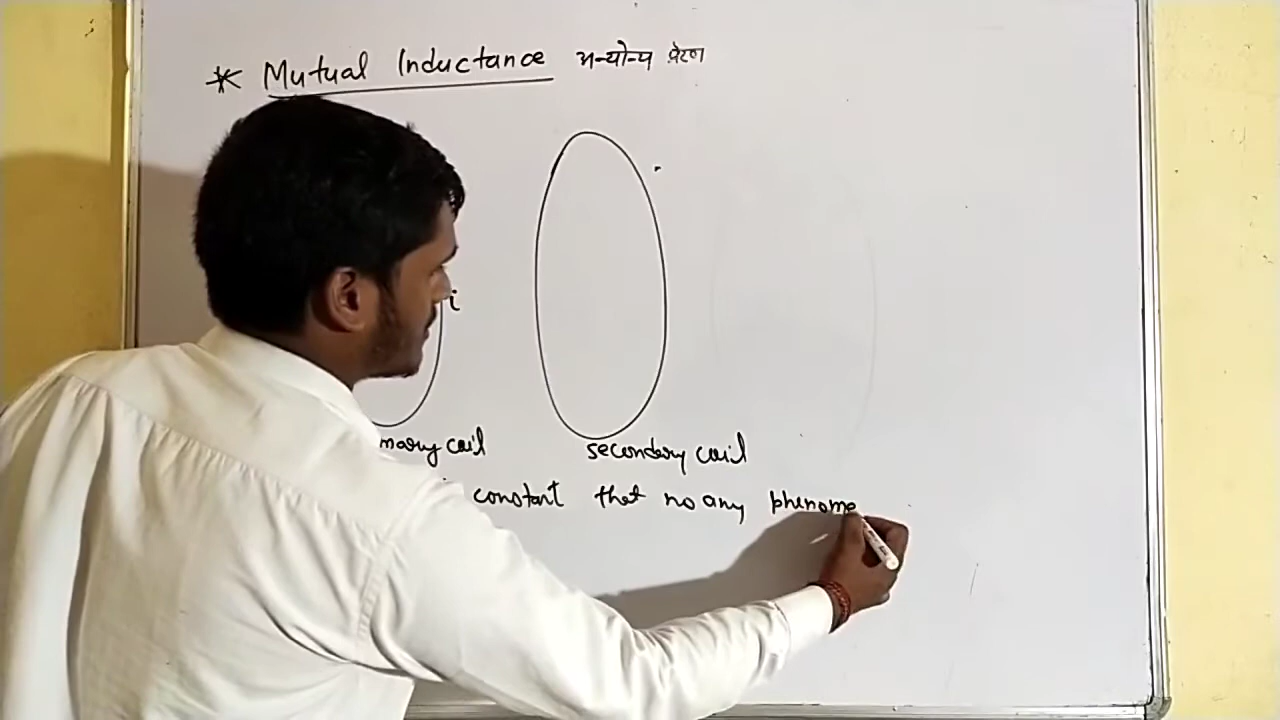 * Mutual Inductance अन्योन्य प्रेरण
i
mary coil secondary coil
constant that no any phenome